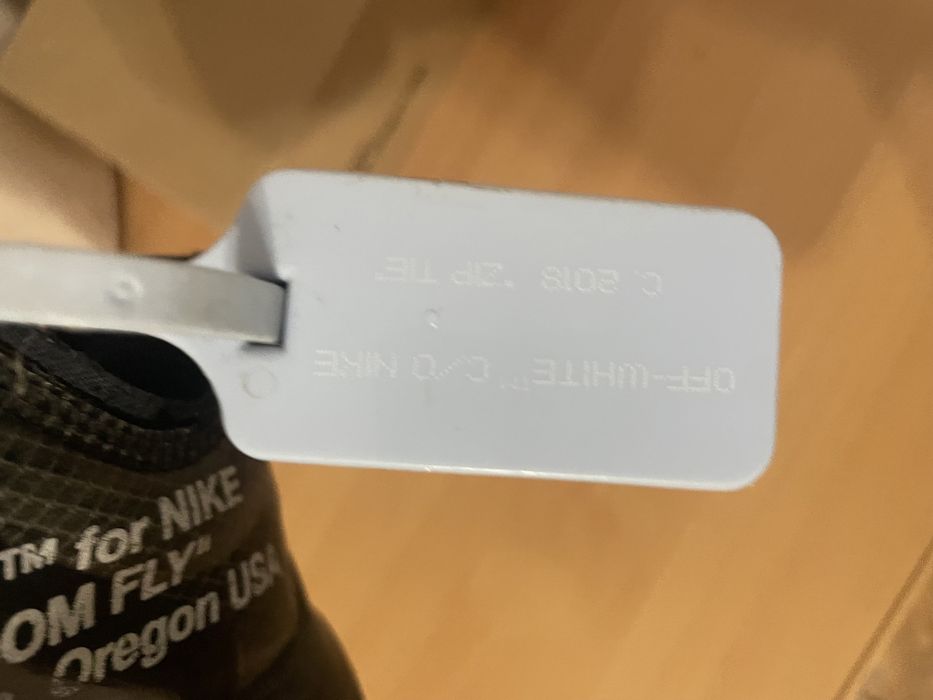 OFF-WHITE™ C/O NIKE
C. 2018 "ZIP TIE"
™ for NIKE
OM FLY"
Oregon USA